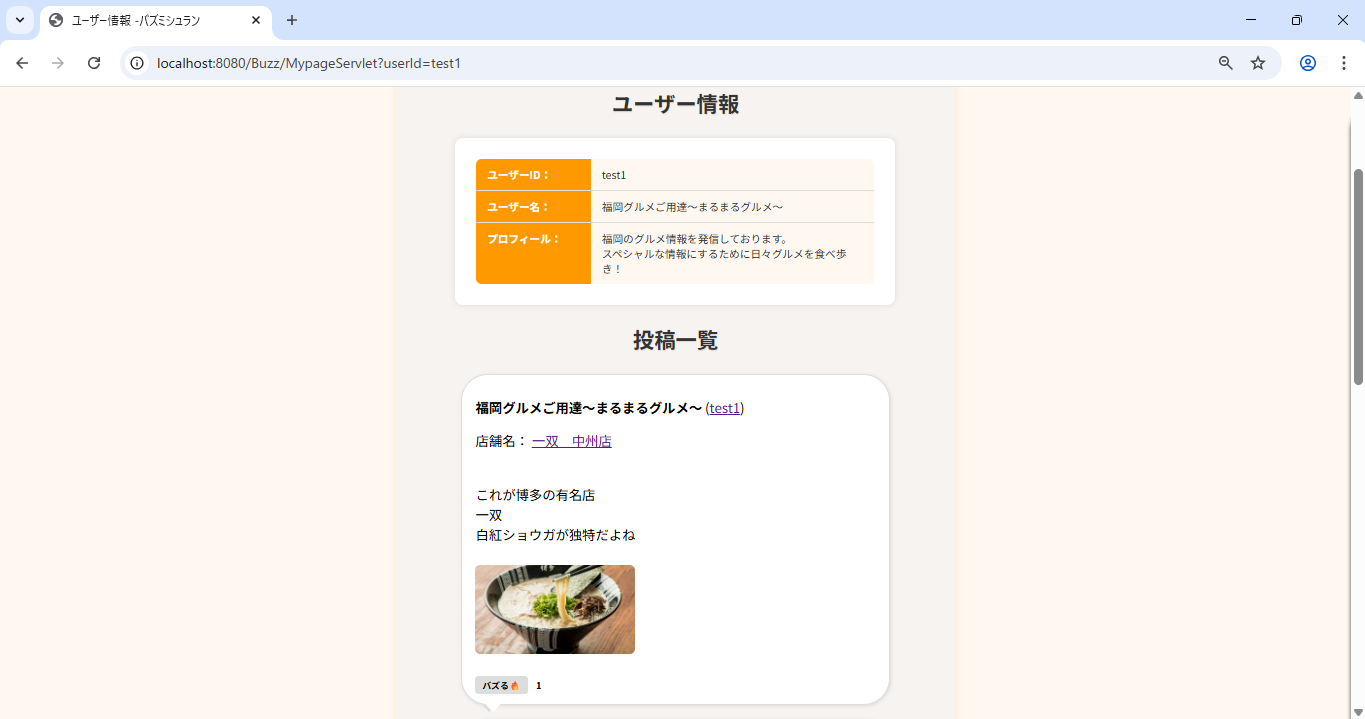 ユーザー情報 -バズミシュラン
localhost:8080/Buzz/MypageServlet?userId=test1
ユーザー情報
ユーザーID： test1
ユーザー名： 福岡グルメご用達～まるまるグルメ～
プロフィール： 福岡のグルメ情報を発信しております。
スペシャルな情報にするために日々グルメを食べ歩
き！
投稿一覧
福岡グルメご用達～まるまるグルメ～ (test1)
店舗名： 一双　中州店
これが博多の有名店
一双
白紅ショウガが独特だよね
バズる🔥 1